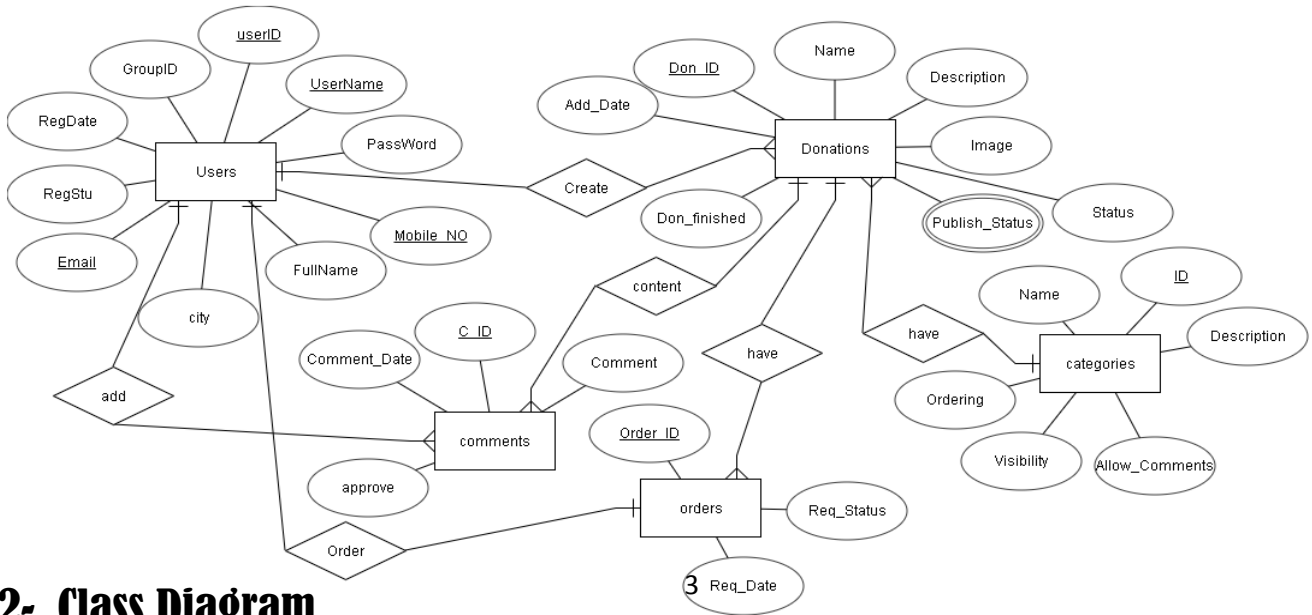 userID
GroupID
UserName
RegDate
PassWord
Users
RegStu
Mobile_NO
Email
FullName
city
Create
Name
Don_ID
Description
Add_Date
Donations
Image
Status
Don_finished
Publish_Status
content
have
have
ID
Name
Description
categories
Ordering
Visibility
Allow_Comments
add
C_ID
Comment_Date
Comment
comments
approve
Order
Order_ID
orders
Req_Status
Req_Date
3
2- Class Diagram